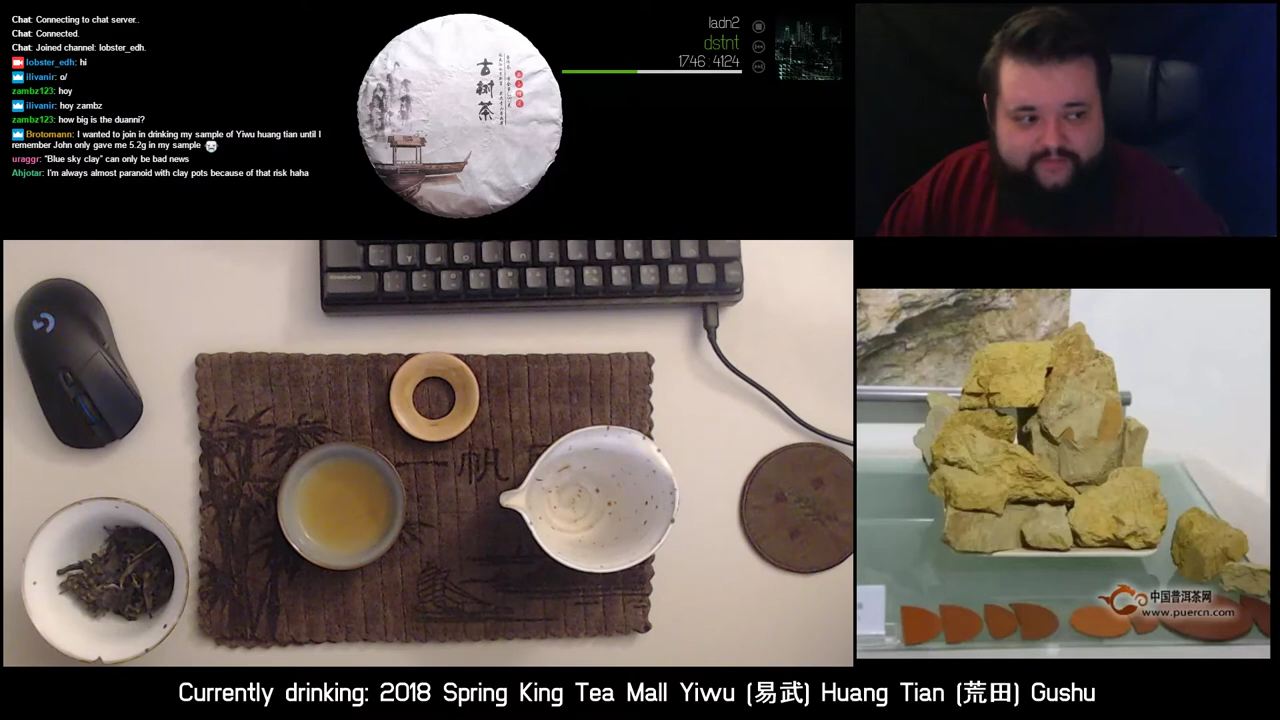 Chat: Connecting to chat server..
Chat: Connected.
Chat: Joined channel: lobster_edh.
lobster_edh: hi
ilivanir: o/
zambz123: hoy
ilivanir: hoy zambz
zambz123: how big is the duanni?
Brotomann: I wanted to join in drinking my sample of Yiwu huang tian until I
remember John only gave me 5.2g in my sample
uraggr: "Blue sky clay" can only be bad news
Ahjotar: I'm always almost paranoid with clay pots because of that risk haha
古树茶
la.dn2
dstnt
1746 4124
一帆
中国普洱茶网
www.puercn.com
Currently drinking: 2018 Spring King Tea Mall Yiwu (易武) Huang Tian (荒田) Gushu